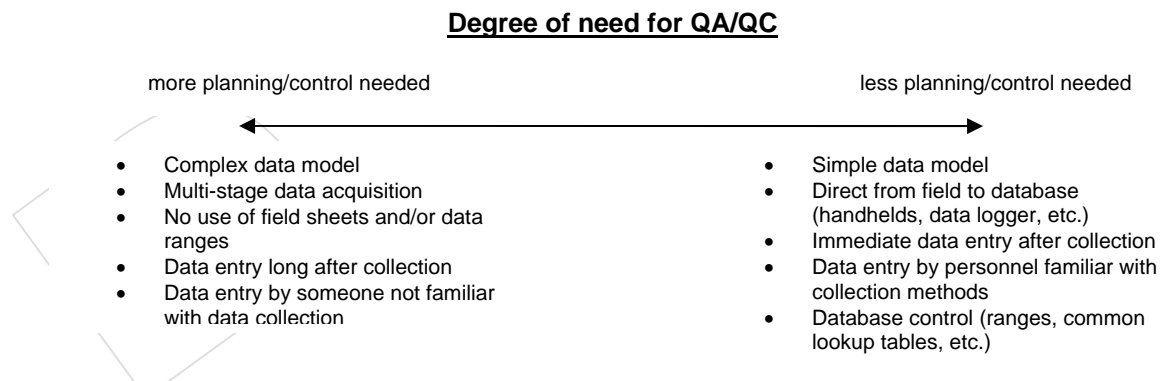 Degree of need for QA/QC
more planning/control needed
less planning/control needed
• Complex data model
• Multi-stage data acquisition
• No use of field sheets and/or data
ranges
• Data entry long after collection
• Data entry by someone not familiar
with data collection
• Simple data model
• Direct from field to database
(handhelds, data logger, etc.)
• Immediate data entry after collection
• Data entry by personnel familiar with
collection methods
• Database control (ranges, common
lookup tables, etc.)